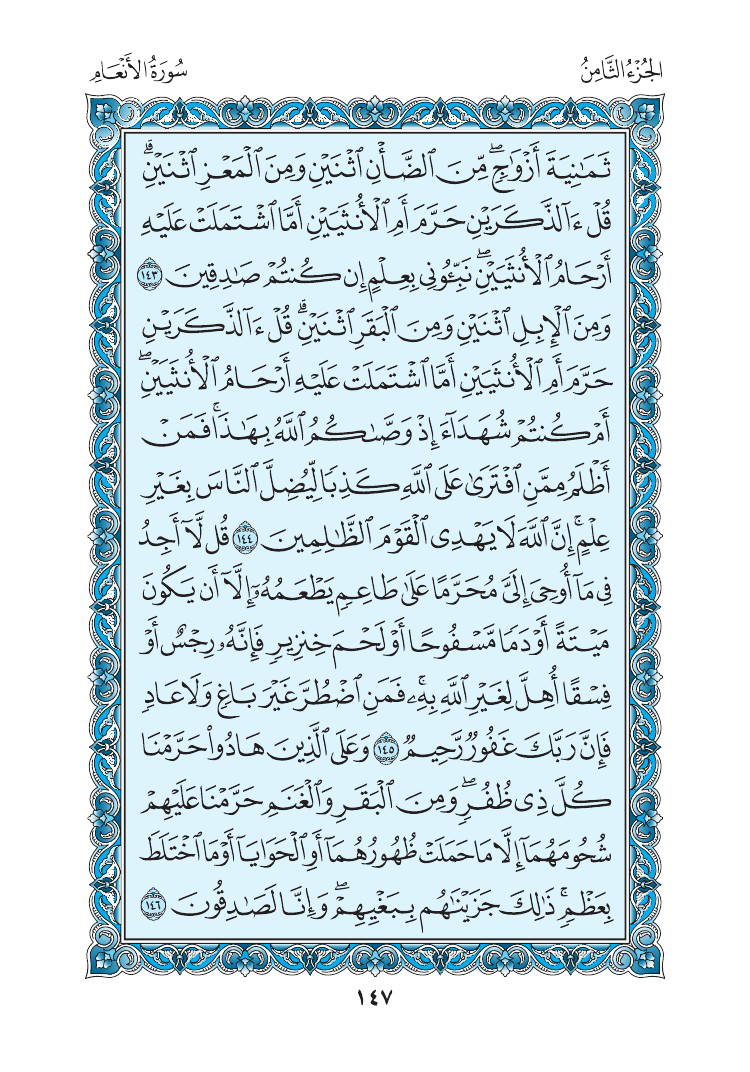 الجُزْءُ الثَّامِنُ
سُورَةُ الأَنْعَامِ
ثَمَٰنِيَةَ أَزْوَٰجٖۖ مِّنَ ٱلضَّأْنِ ٱثْنَيْنِ وَمِنَ ٱلْمَعْزِ ٱثْنَيْنِۗ
قُلْ ءَآلذَّكَرَيْنِ حَرَّمَ أَمِ ٱلْأُنثَيَيْنِ أَمَّا ٱشْتَمَلَتْ عَلَيْهِ
أَرْحَامُ ٱلْأُنثَيَيْنِۖ نَبِّـُٔونِي بِعِلْمٍ إِن كُنتُمْ صَٰدِقِينَ ١٤٣
وَمِنَ ٱلْإِبِلِ ٱثْنَيْنِ وَمِنَ ٱلْبَقَرِ ٱثْنَيْنِۗ قُلْ ءَآلذَّكَرَيْنِ
حَرَّمَ أَمِ ٱلْأُنثَيَيْنِ أَمَّا ٱشْتَمَلَتْ عَلَيْهِ أَرْحَامُ ٱلْأُنثَيَيْنِۖ
أَمْ كُنتُمْ شُهَدَآءَ إِذْ وَصَّىٰكُمُ ٱللَّهُ بِهَٰذَاۚ فَمَنْ
أَظْلَمُ مِمَّنِ ٱفْتَرَىٰ عَلَى ٱللَّهِ كَذِبٗا لِّيُضِلَّ ٱلنَّاسَ بِغَيْرِ
عِلْمٍۚ إِنَّ ٱللَّهَ لَا يَهْدِى ٱلْقَوْمَ ٱلظَّٰلِمِينَ ١٤٤ قُل لَّآ أَجِدُ
فِى مَآ أُوحِىَ إِلَىَّ مُحَرَّمًا عَلَىٰ طَاعِمٖ يَطْعَمُهُۥٓ إِلَّآ أَن يَكُونَ
مَيْتَةً أَوْ دَمٗا مَّسْفُوحًا أَوْ لَحْمَ خِنزِيرٖ فَإِنَّهُۥ رِجْسٌ أَوْ
فِسْقًا أُهِلَّ لِغَيْرِ ٱللَّهِ بِهِۦۚ فَمَنِ ٱضْطُرَّ غَيْرَ بَاغٖ وَلَا عَادٖ
فَإِنَّ رَبَّكَ غَفُورٞ رَّحِيمٞ ١٤٥ وَعَلَى ٱلَّذِينَ هَادُوا۟ حَرَّمْنَا
كُلَّ ذِى ظُفُرٖۖ وَمِنَ ٱلْبَقَرِ وَٱلْغَنَمِ حَرَّمْنَا عَلَيْهِمْ
شُحُومَهُمَآ إِلَّا مَا حَمَلَتْ ظُهُورُهُمَآ أَوِ ٱلْحَوَايَآ أَوْ مَا ٱخْتَلَطَ
بِعَظْمٖۚ ذَٰلِكَ جَزَيْنَٰهُم بِبَغْيِهِمْۖ وَإِنَّا لَصَٰدِقُونَ ١٤٦
١٤٧